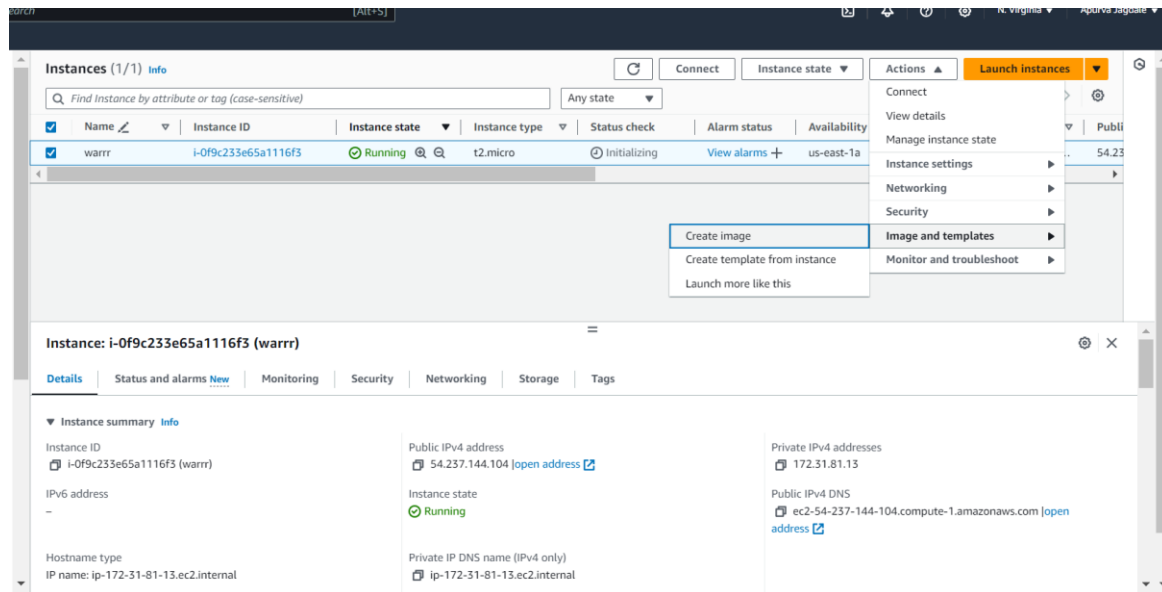 earch [Alt+S] N. Virginia Apurva Jagdale
Instances (1/1) Info Connect Instance state Actions Launch instances
Find Instance by attribute or tag (case-sensitive) Any state
Connect
View details
Manage instance state
Instance settings
Networking
Security
Image and templates
Monitor and troubleshoot
Create image
Create template from instance
Launch more like this
Name Instance ID Instance state Instance type Status check Alarm status Availability Publi
warrr i-0f9c233e65a1116f3 Running t2.micro Initializing View alarms + us-east-1a .. 54.23
Instance: i-0f9c233e65a1116f3 (warrr)
Details Status and alarms New Monitoring Security Networking Storage Tags
Instance summary Info
Instance ID
i-0f9c233e65a1116f3 (warrr)
Public IPv4 address
54.237.144.104 |open address
Private IPv4 addresses
172.31.81.13
IPv6 address
–
Instance state
Running
Public IPv4 DNS
ec2-54-237-144-104.compute-1.amazonaws.com |open
address
Hostname type
IP name: ip-172-31-81-13.ec2.internal
Private IP DNS name (IPv4 only)
ip-172-31-81-13.ec2.internal